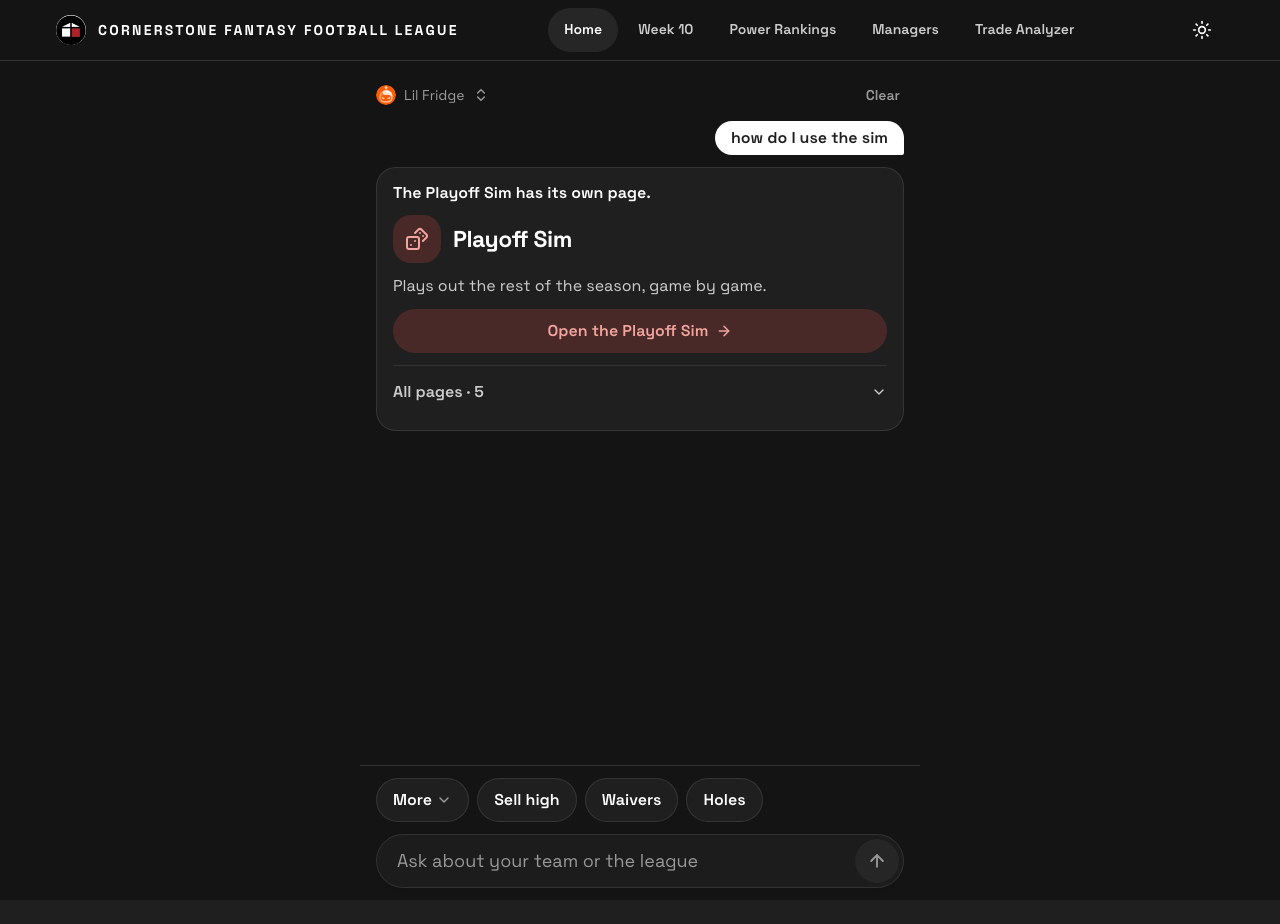 CORNERSTONE FANTASY FOOTBALL LEAGUE
Home
Week 10
Power Rankings
Managers
Trade Analyzer
Lil Fridge
Clear
how do I use the sim
The Playoff Sim has its own page.
Playoff Sim
Plays out the rest of the season, game by game.
Open the Playoff Sim →
All pages · 5
More
Sell high
Waivers
Holes
Ask about your team or the league